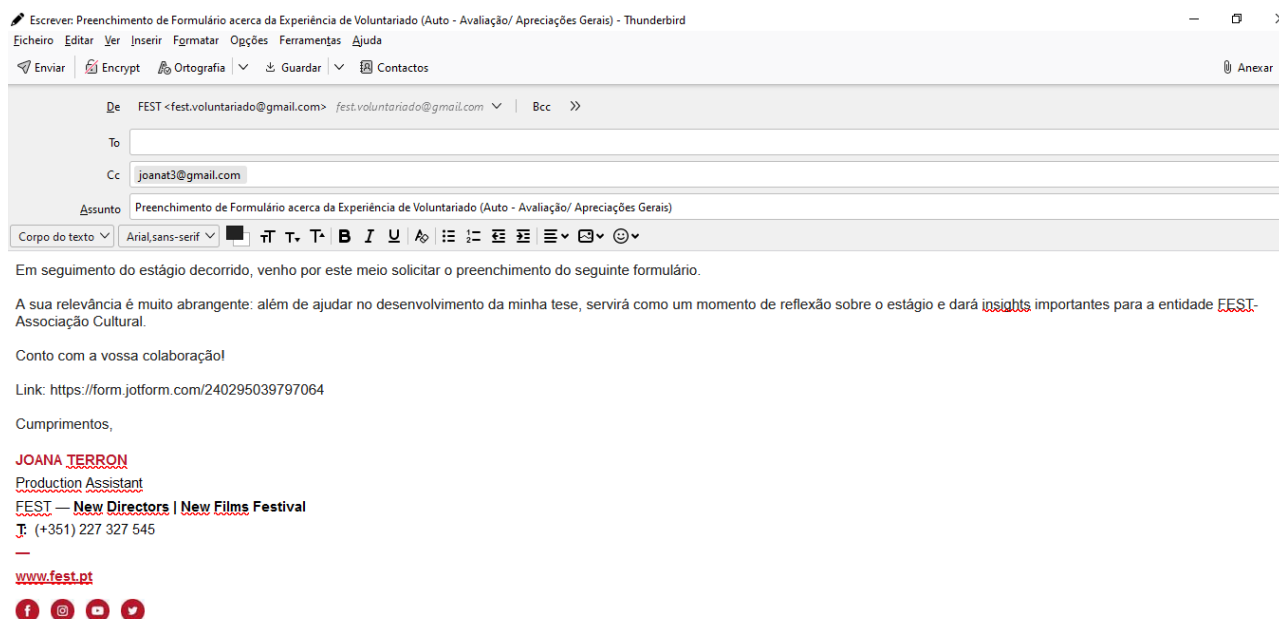 Escrever: Preenchimento de Formulário acerca da Experiência de Voluntariado (Auto - Avaliação/ Apreciações Gerais) - Thunderbird
Ficheiro Editar Ver Inserir Formatar Opções Ferramentas Ajuda
Enviar Encrypt Ortografia Guardar Contactos Anexar
De FEST <fest.voluntariado@gmail.com> fest.voluntariado@gmail.com Bcc
To
Cc joanat3@gmail.com
Assunto Preenchimento de Formulário acerca da Experiência de Voluntariado (Auto - Avaliação/ Apreciações Gerais)
Corpo do texto Arial,sans-serif
Em seguimento do estágio decorrido, venho por este meio solicitar o preenchimento do seguinte formulário.
A sua relevância é muito abrangente: além de ajudar no desenvolvimento da minha tese, servirá como um momento de reflexão sobre o estágio e dará insights importantes para a entidade FEST-
Associação Cultural.
Conto com a vossa colaboração!
Link: https://form.jotform.com/240295039797064
Cumprimentos,
JOANA TERRON
Production Assistant
FEST — New Directors | New Films Festival
T: (+351) 227 327 545
—
www.fest.pt